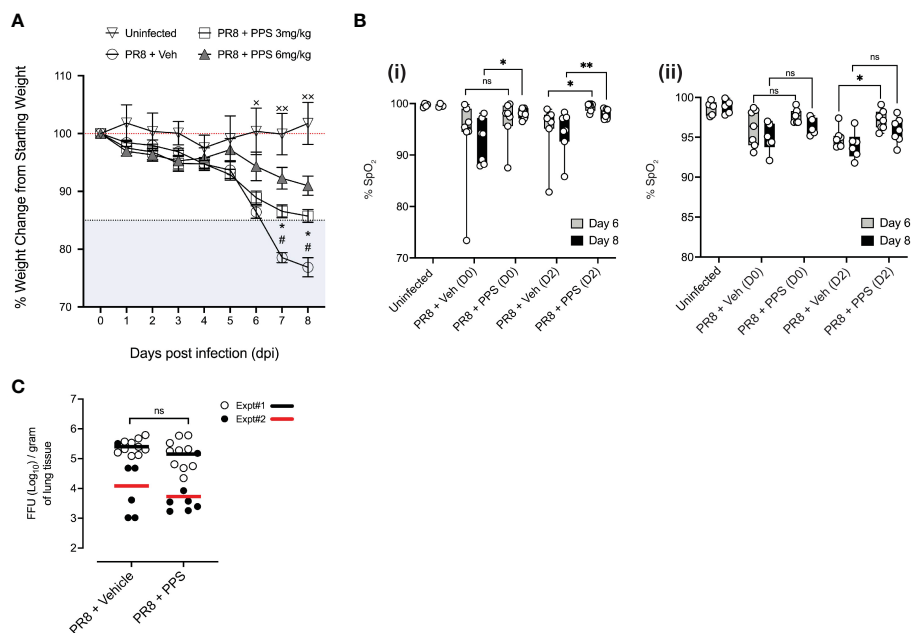 A
Uninfected
PR8 + PPS 3mg/kg
PR8 + Veh
PR8 + PPS 6mg/kg
% Weight Change from Starting Weight
110
100
90
80
70
×
××
××
*
#
*
#
0 1 2 3 4 5 6 7 8
Days post infection (dpi)
B
(i)
% SpO2
100
90
80
70
ns
*
*
**
Day 6
Day 8
Uninfected
PR8 + Veh (D0)
PR8 + PPS (D0)
PR8 + Veh (D2)
PR8 + PPS (D2)
(ii)
% SpO2
100
95
90
85
80
ns
ns
ns
*
Day 6
Day 8
Uninfected
PR8 + Veh (D0)
PR8 + PPS (D0)
PR8 + Veh (D2)
PR8 + PPS (D2)
C
FFU (Log10) / gram
of lung tissue
7
6
5
4
3
2
ns
Expt#1
Expt#2
PR8 + Vehicle
PR8 + PPS